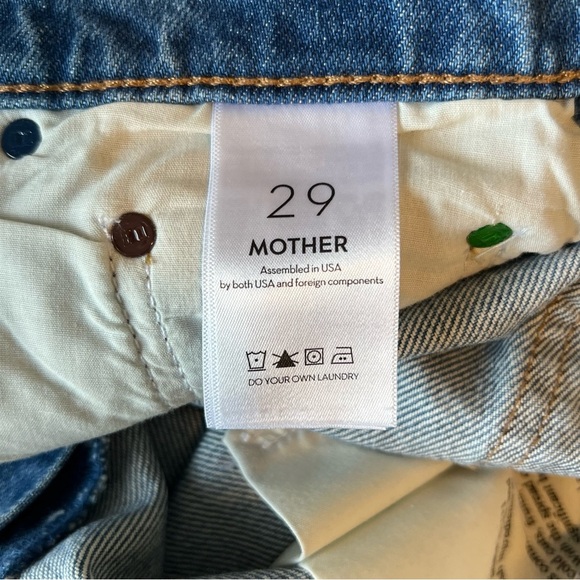 29
MOTHER
Assembled in USA
by both USA and foreign components
DO YOUR OWN LAUNDRY